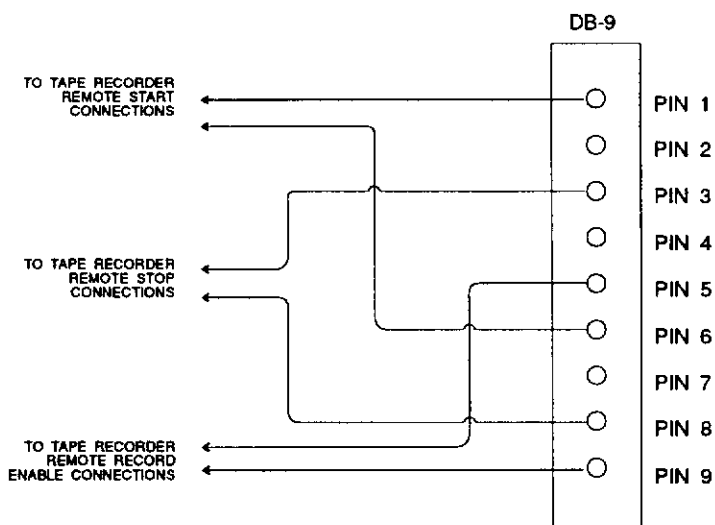 DB-9
TO TAPE RECORDER
REMOTE START
CONNECTIONS
PIN 1
PIN 2
PIN 3
PIN 4
TO TAPE RECORDER
REMOTE STOP
CONNECTIONS
PIN 5
PIN 6
PIN 7
PIN 8
TO TAPE RECORDER
REMOTE RECORD
ENABLE CONNECTIONS
PIN 9